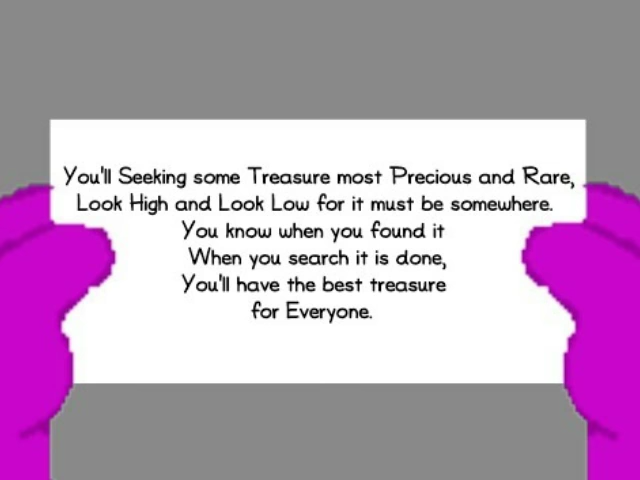 You'll Seeking some Treasure most Precious and Rare,
Look High and Look Low for it must be somewhere.
You know when you found it
When you search it is done,
You'll have the best treasure
for Everyone.